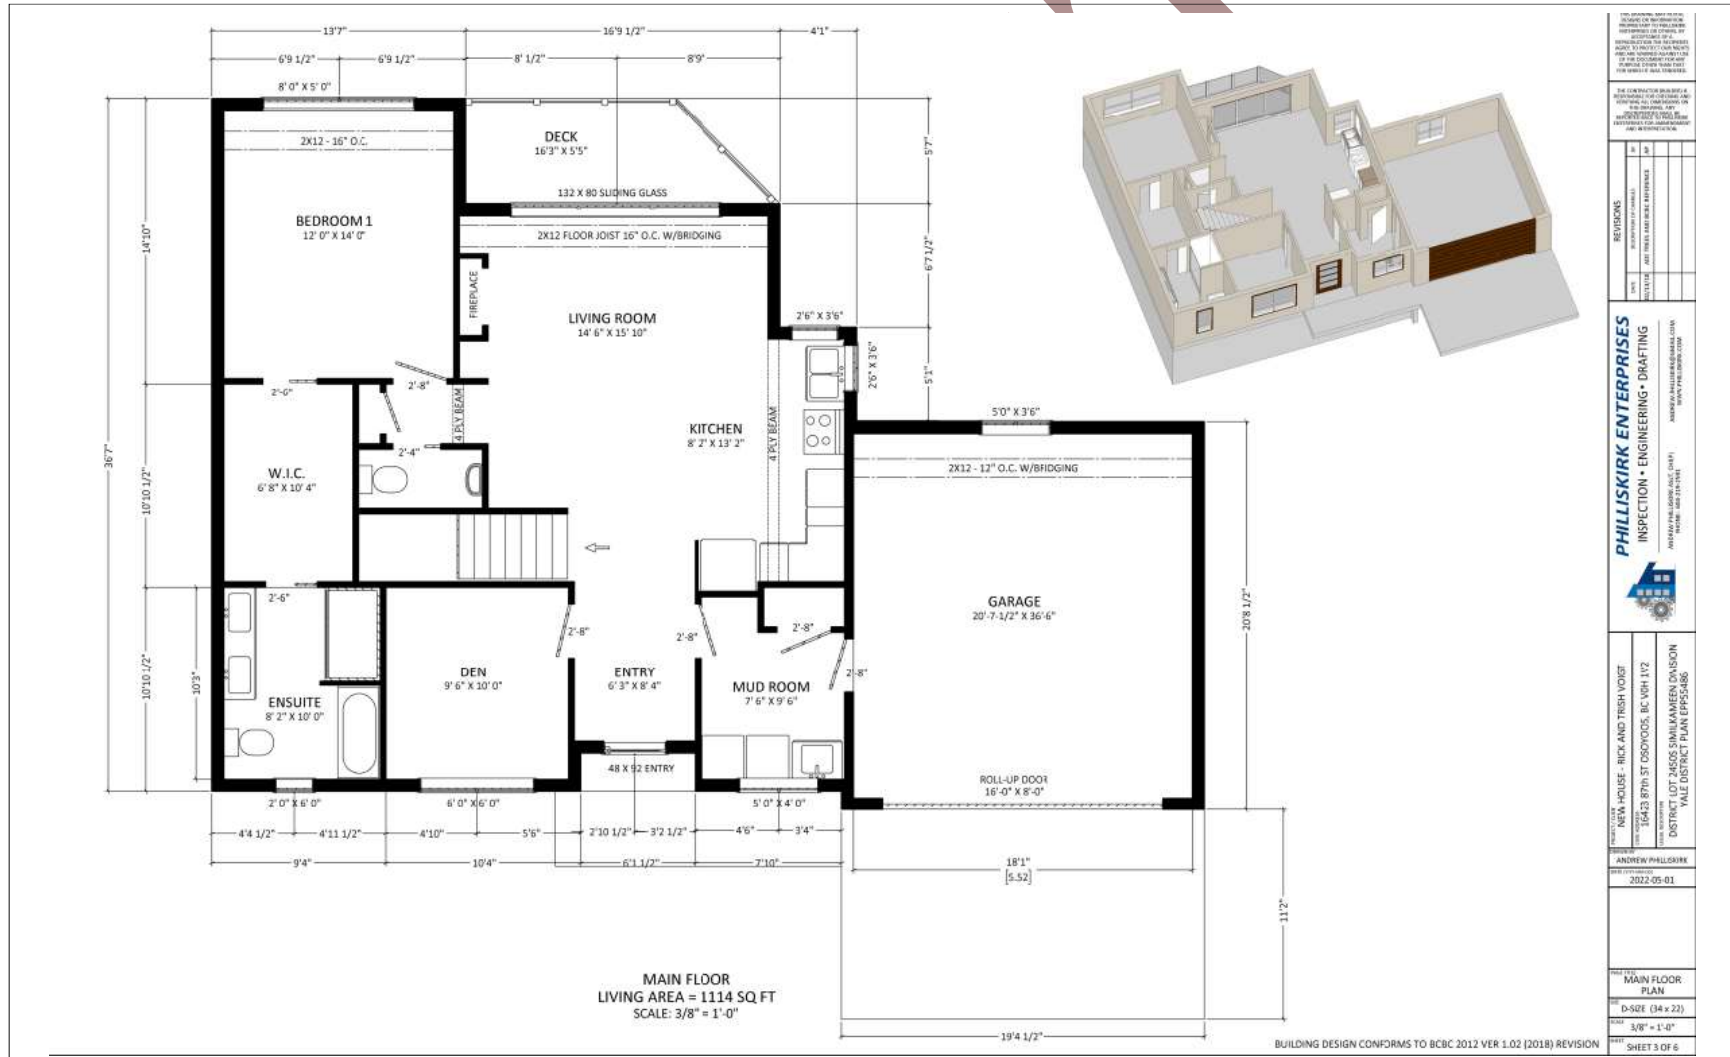 13'7"
16'9 1/2"
4'1"
6'9 1/2"
6'9 1/2"
8' 1/2"
8'9"
8' 0" X 5' 0"
2X12 - 16" O.C.
DECK
16'3" X 5'5"
132 X 80 SLIDING GLASS
5'7"
BEDROOM 1
12' 0" X 14' 0"
2X12 FLOOR JOIST 16" O.C. W/BRIDGING
14'10"
6'7 1/2"
FIREPLACE
LIVING ROOM
14' 6" X 15' 10"
2'6" X 3'6"
2'6" X 3'6"
5'1"
2'-6"
2'-8"
4 PLY BEAM
5'0" X 3'6"
KITCHEN
8' 2" X 13' 2"
4 PLY BEAM
2'-4"
36'7"
2X12 - 12" O.C. W/BRIDGING
W.I.C.
6' 8" X 10' 4"
10'10 1/2"
2'-6"
GARAGE
20'-7-1/2" X 36'-6"
20'8 1/2"
2'-8"
2'-8"
2'-8"
2'-8"
10'10 1/2"
10'3"
DEN
9' 6" X 10' 0"
ENTRY
6' 3" X 8' 4"
MUD ROOM
7' 6" X 9' 6"
ENSUITE
8' 2" X 10' 0"
48 X 92 ENTRY
ROLL-UP DOOR
16'-0" X 8'-0"
2' 0" X 6' 0"
6' 0" X 6' 0"
5' 0" X 4' 0"
4'4 1/2"
4'11 1/2"
4'10"
5'6"
2'10 1/2"
3'2 1/2"
4'6"
3'4"
9'4"
10'4"
6'1 1/2"
7'10"
18'1"
[5.52]
11'2"
19'4 1/2"
MAIN FLOOR
LIVING AREA = 1114 SQ FT
SCALE: 3/8" = 1'-0"
BUILDING DESIGN CONFORMS TO BCBC 2012 VER 1.02 (2018) REVISION
REVISIONS
PHILLISKIRK ENTERPRISES
INSPECTION • ENGINEERING • DRAFTING
NEW HOUSE - RICK AND TRISH VOIGT
16423 87th ST OSOYOOS, BC V0H 1V2
DISTRICT LOT 2450S SIMILKAMEEN DIVISION
YALE DISTRICT PLAN EPP55486
ANDREW PHILLISKIRK
2022-05-01
MAIN FLOOR
PLAN
D-SIZE (34 x 22)
3/8" = 1'-0"
SHEET 3 OF 6